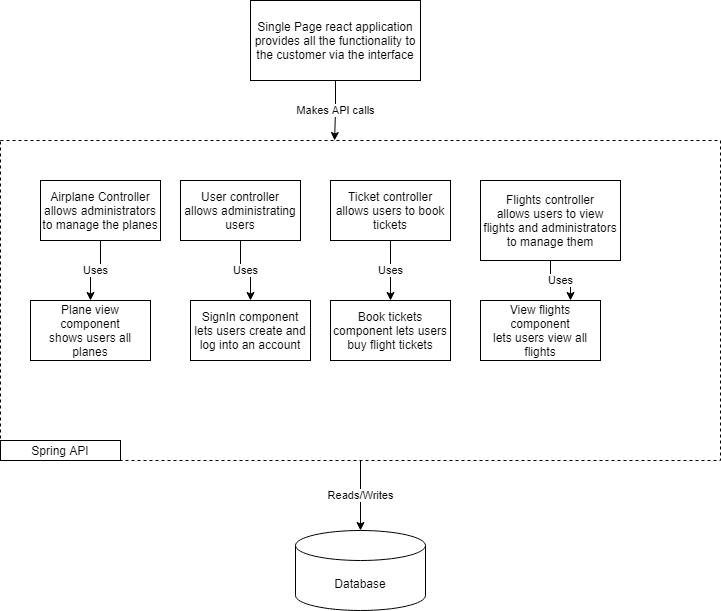 Single Page react application
provides all the functionality to
the customer via the interface
Makes API calls
Airplane Controller
allows administrators
to manage the planes
User controller
allows administrating
users
Ticket controller
allows users to book
tickets
Flights controller
allows users to view
flights and administrators
to manage them
Uses
Uses
Uses
Uses
Plane view
component
shows users all
planes
SignIn component
lets users create and
log into an account
Book tickets
component lets users
buy flight tickets
View flights
component
lets users view all
flights
Spring API
Reads/Writes
Database